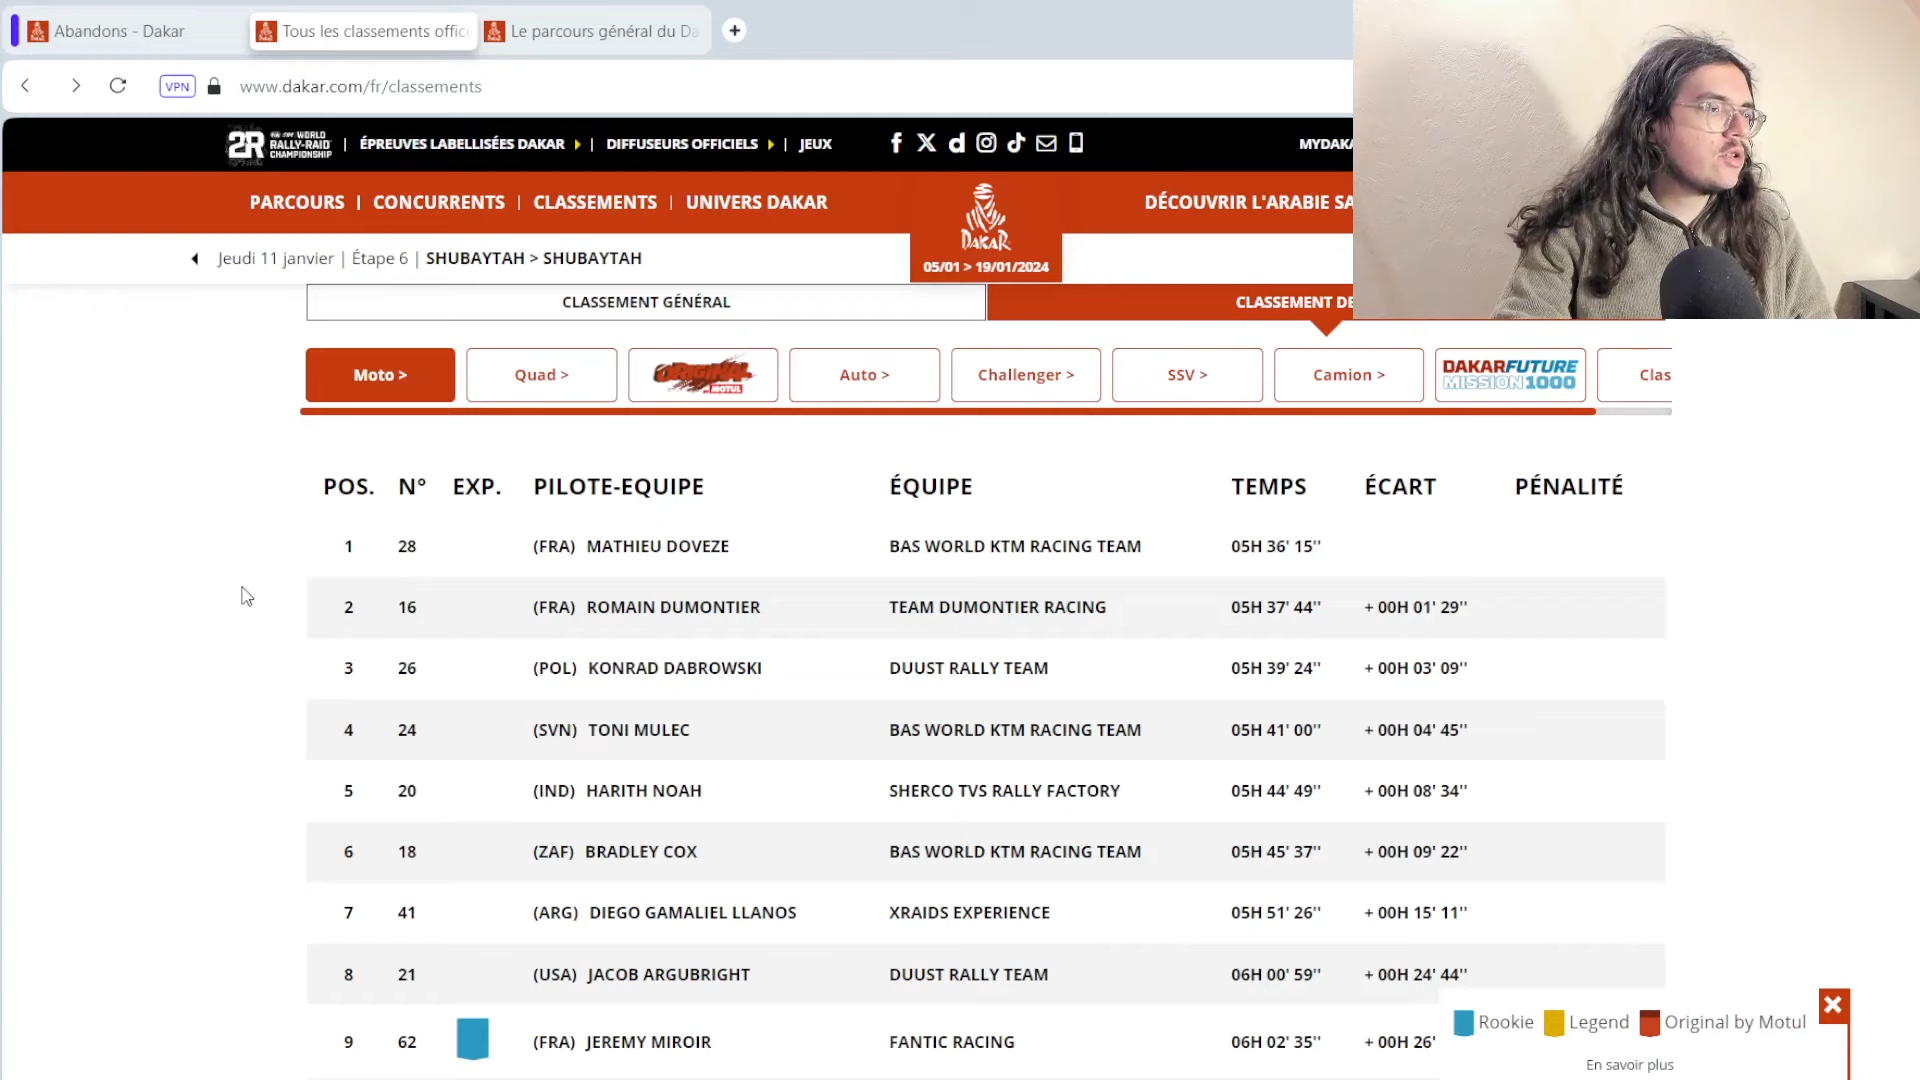 Abandons - Dakar
Tous les classements offic
Le parcours général du Da
VPN
www.dakar.com/fr/classements
2R WORLD RALLY-RAID CHAMPIONSHIP | ÉPREUVES LABELLISÉES DAKAR | DIFFUSEURS OFFICIELS | JEUX
MYDAKA
PARCOURS | CONCURRENTS | CLASSEMENTS | UNIVERS DAKAR
DAKAR
DÉCOUVRIR L'ARABIE SA
Jeudi 11 janvier | Étape 6 | SHUBAYTAH > SHUBAYTAH
05/01 > 19/01/2024
CLASSEMENT GÉNÉRAL
CLASSEMENT DE
Moto >
Quad >
ORIGINAL MOTUL
Auto >
Challenger >
SSV >
Camion >
DAKAR FUTURE
MISSION 1000
Clas
POS. N° EXP. PILOTE-EQUIPE ÉQUIPE TEMPS ÉCART PÉNALITÉ
1 28 (FRA) MATHIEU DOVEZE BAS WORLD KTM RACING TEAM 05H 36' 15''
2 16 (FRA) ROMAIN DUMONTIER TEAM DUMONTIER RACING 05H 37' 44'' + 00H 01' 29''
3 26 (POL) KONRAD DABROWSKI DUUST RALLY TEAM 05H 39' 24'' + 00H 03' 09''
4 24 (SVN) TONI MULEC BAS WORLD KTM RACING TEAM 05H 41' 00'' + 00H 04' 45''
5 20 (IND) HARITH NOAH SHERCO TVS RALLY FACTORY 05H 44' 49'' + 00H 08' 34''
6 18 (ZAF) BRADLEY COX BAS WORLD KTM RACING TEAM 05H 45' 37'' + 00H 09' 22''
7 41 (ARG) DIEGO GAMALIEL LLANOS XRAIDS EXPERIENCE 05H 51' 26'' + 00H 15' 11''
8 21 (USA) JACOB ARGUBRIGHT DUUST RALLY TEAM 06H 00' 59'' + 00H 24' 44''
9 62 (FRA) JEREMY MIROIR FANTIC RACING 06H 02' 35'' + 00H 26'
Rookie Legend Original by Motul
En savoir plus